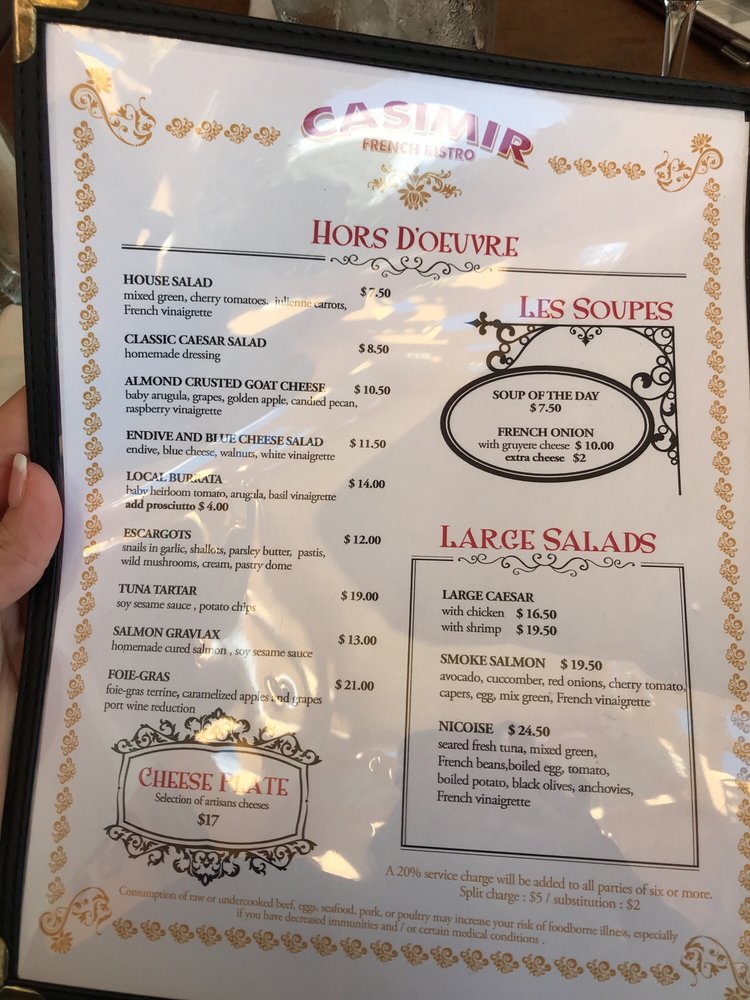 CASIMIR
FRENCH BISTRO
HORS D'OEUVRE
HOUSE SALAD $7.50
mixed green, cherry tomatoes, julienne carrots,
French vinaigrette
CLASSIC CAESAR SALAD $8.50
homemade dressing
ALMOND CRUSTED GOAT CHEESE $10.50
baby arugula, grapes, golden apple, candied pecan,
raspberry vinaigrette
ENDIVE AND BLUE CHEESE SALAD $11.50
endive, blue cheese, walnuts, white vinaigrette
LOCAL BURRATA $14.00
baby heirloom tomato, arugula, basil vinaigrette
add prosciutto $4.00
ESCARGOTS $12.00
snails in garlic, shallots, parsley butter, pastis,
wild mushrooms, cream, pastry dome
TUNA TARTAR $19.00
soy sesame sauce , potato chips
SALMON GRAVLAX $13.00
homemade cured salmon , soy sesame sauce
FOIE-GRAS $21.00
foie-gras terrine, caramelized apples and grapes
port wine reduction
CHEESE PLATE
Selection of artisans cheeses
$17
LES SOUPES
SOUP OF THE DAY
$7.50
FRENCH ONION
with gruyere cheese $10.00
extra cheese $2
LARGE SALADS
LARGE CAESAR
with chicken $16.50
with shrimp $19.50
SMOKE SALMON $19.50
avocado, cuccomber, red onions, cherry tomato,
capers, egg, mix green, French vinaigrette
NICOISE $24.50
seared fresh tuna, mixed green,
French beans,boiled egg, tomato,
boiled potato, black olives, anchovies,
French vinaigrette
A 20% service charge will be added to all parties of six or more.
Split charge : $5 / substitution : $2
Consumption of raw or undercooked beef, eggs, seafood, pork, or poultry may increase your risk of foodborne illness, especially
if you have decreased immunities and / or certain medical conditions .